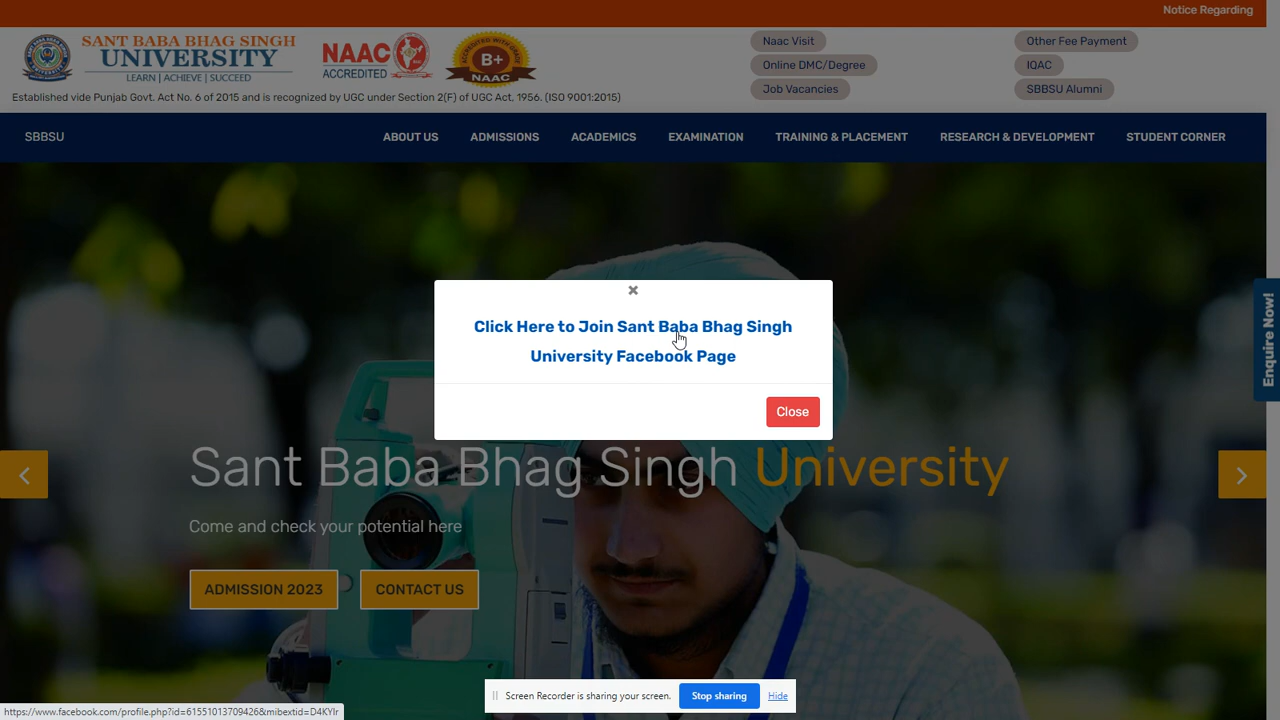 Notice Regarding
SANT BABA BHAG SINGH
UNIVERSITY
LEARN | ACHIEVE | SUCCEED
NAAC
ACCREDITED
B+
NAAC
Established vide Punjab Govt. Act No. 6 of 2015 and is recognized by UGC under Section 2(F) of UGC Act, 1956. (ISO 9001:2015)
Naac Visit
Online DMC/Degree
Job Vacancies
Other Fee Payment
IQAC
SBBSU Alumni
SBBSU
ABOUT US
ADMISSIONS
ACADEMICS
EXAMINATION
TRAINING & PLACEMENT
RESEARCH & DEVELOPMENT
STUDENT CORNER
Click Here to Join Sant Baba Bhag Singh
University Facebook Page
Close
Enquire Now!
Sant Baba Bhag Singh University
Come and check your potential here
ADMISSION 2023
CONTACT US
Screen Recorder is sharing your screen.
Stop sharing
Hide
https://www.facebook.com/profile.php?id=61551013709426&mibextid=D4KYlr